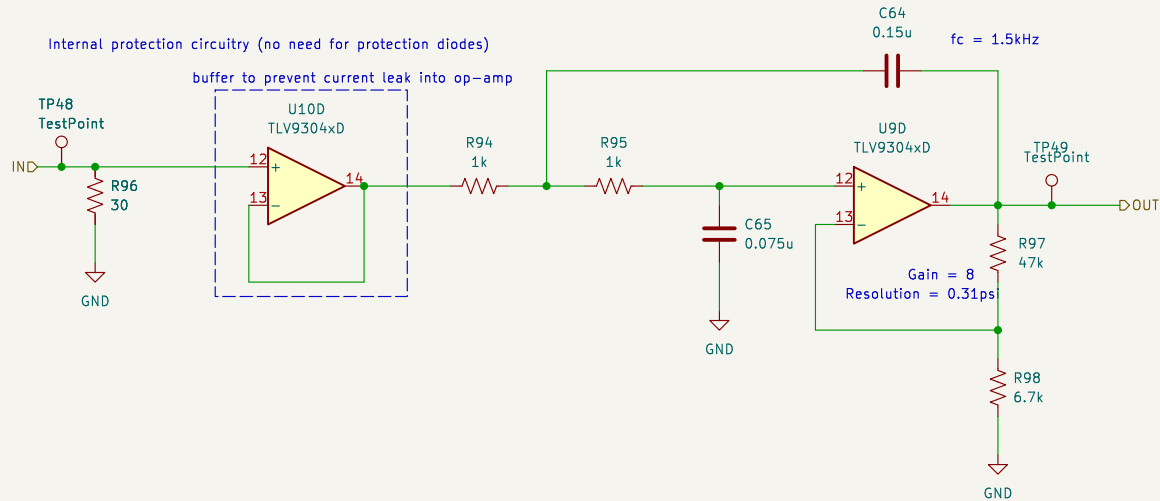 Internal protection circuitry (no need for protection diodes)
buffer to prevent current leak into op-amp
TP48
TestPoint
IN
R96
30
GND
U10D
TLV9304xD
12
13
14
+
-
R94
1k
R95
1k
C64
0.15u
fc = 1.5kHz
C65
0.075u
GND
U9D
TLV9304xD
12
13
14
+
-
TP49
TestPoint
OUT
R97
47k
Gain = 8
Resolution = 0.31psi
R98
6.7k
GND